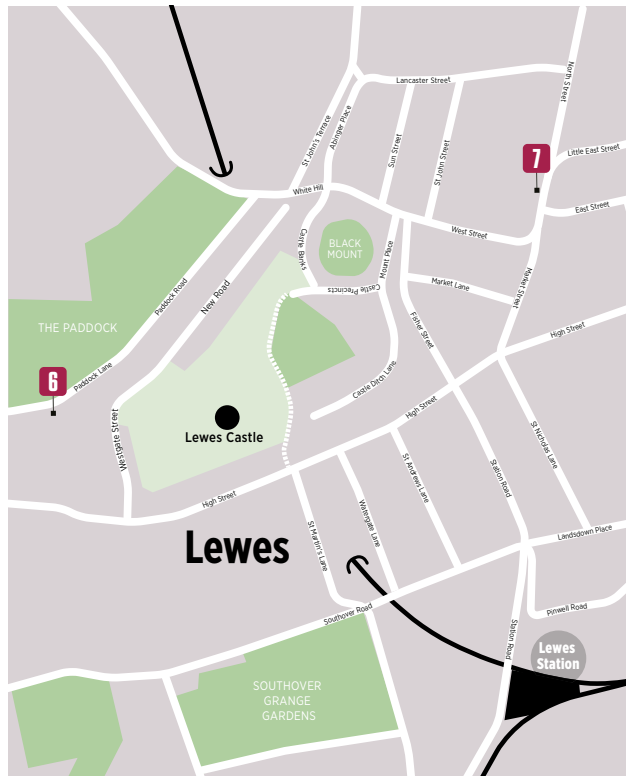 Lancaster Street
North Street
St John's Terrace
Abinger Place
Sun Street
St John Street
7
Little East Street
White Hill
East Street
West Street
Castle Banks
BLACK
MOUNT
Mount Place
Paddock Road
New Road
Castle Precincts
Market Lane
Market Street
THE PADDOCK
Fisher Street
High Street
6
Paddock Lane
Castle Ditch Lane
Westgate Street
Lewes Castle
High Street
St Nicholas Lane
St Andrews Lane
Station Road
High Street
Watergate Lane
Lewes
St Martin's Lane
Landsdown Place
Southover Road
Pinwell Road
Station Road
Lewes
Station
SOUTHOVER
GRANGE
GARDENS